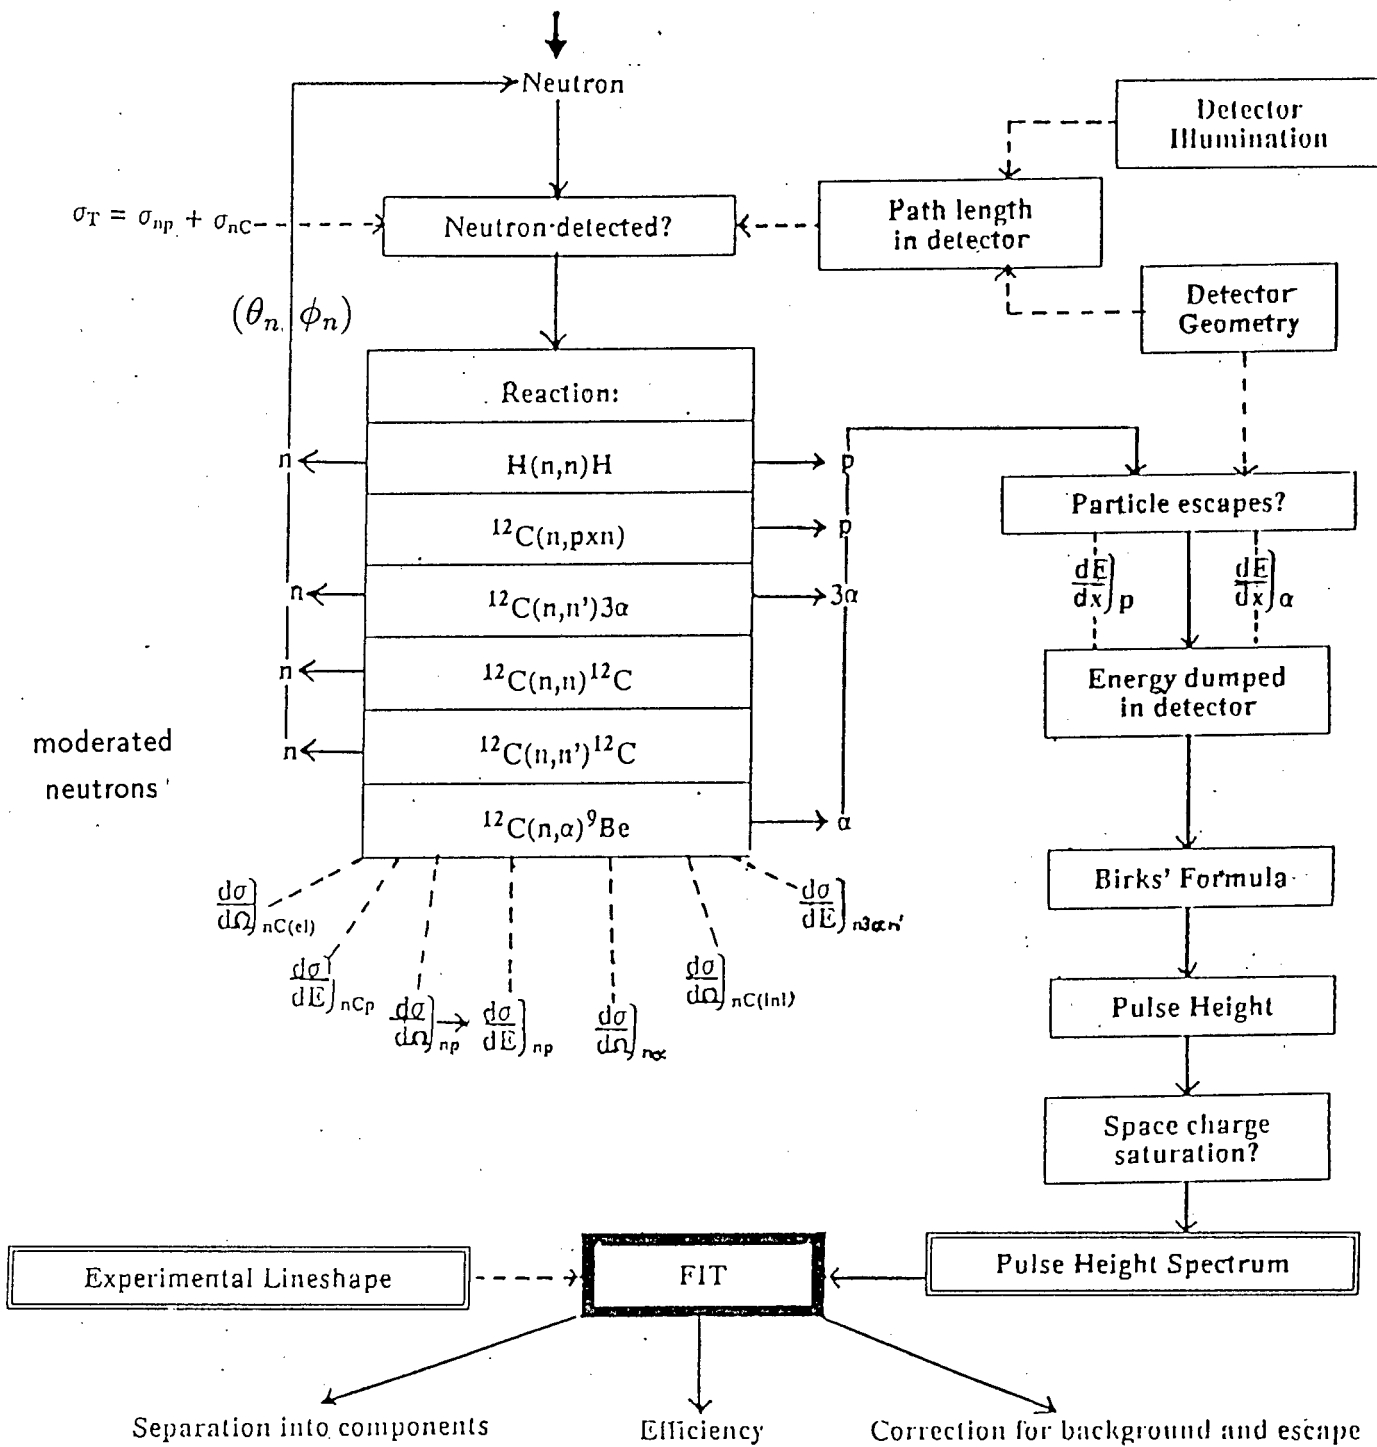 Neutron
Detector
Illumination
σT = σnp + σnC
Neutron detected?
Path length
in detector
(θn, ϕn)
Detector
Geometry
Reaction:
n
H(n,n)H
p
Particle escapes?
¹²C(n,pxn)
p
dE/dx)p
dE/dx)α
n
¹²C(n,n')3α
3α
n
¹²C(n,n)¹²C
Energy dumped
in detector
moderated
neutrons
n
¹²C(n,n')¹²C
¹²C(n,α)⁹Be
α
Birks' Formula
dσ/dΩ)nC(el)
dσ/dE)nCp
dσ/dΩ)np
dσ/dE)np
dσ/dΩ)nα
dσ/dΩ)nC(inl)
dσ/dE)n3αn'
Pulse Height
Space charge
saturation?
Experimental Lineshape
FIT
Pulse Height Spectrum
Separation into components
Efficiency
Correction for background and escape